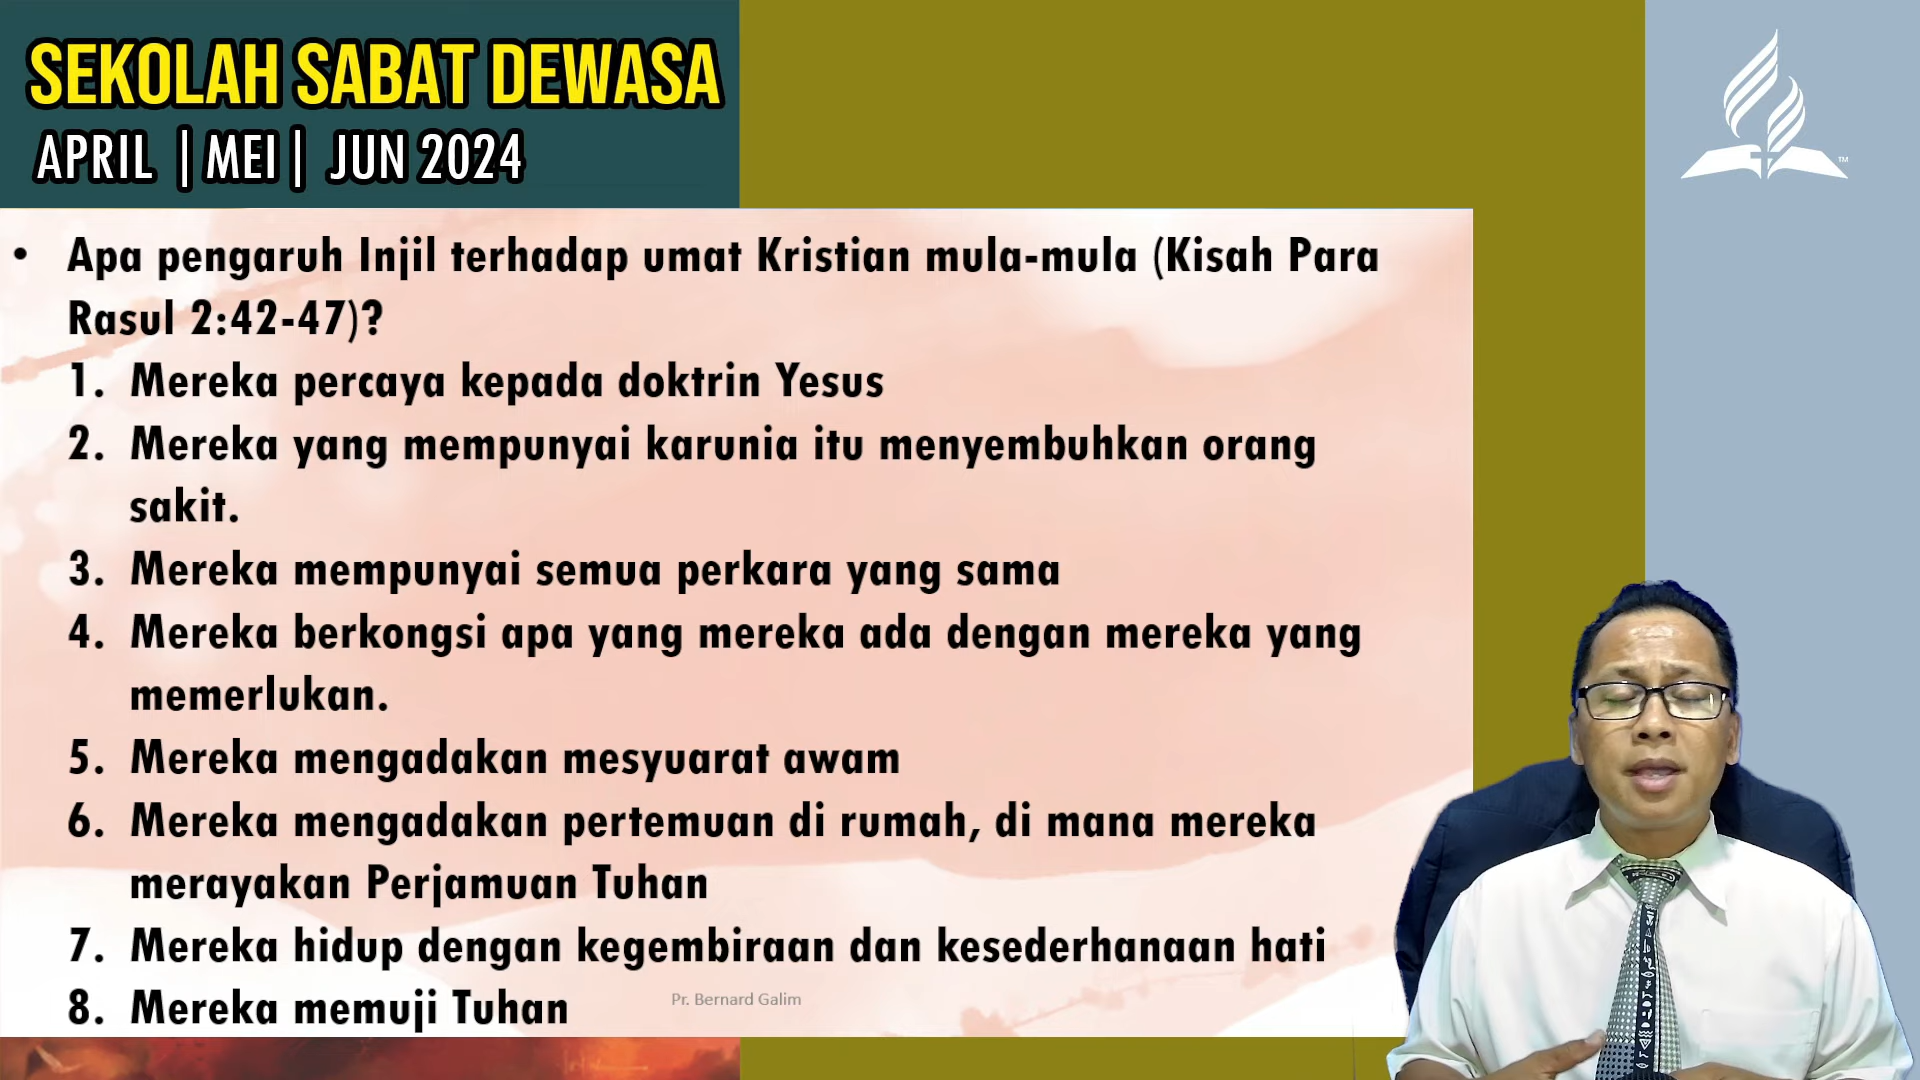 SEKOLAH SABAT DEWASA
APRIL | MEI | JUN 2024
• Apa pengaruh Injil terhadap umat Kristian mula-mula (Kisah Para
Rasul 2:42-47)?
1. Mereka percaya kepada doktrin Yesus
2. Mereka yang mempunyai karunia itu menyembuhkan orang
sakit.
3. Mereka mempunyai semua perkara yang sama
4. Mereka berkongsi apa yang mereka ada dengan mereka yang
memerlukan.
5. Mereka mengadakan mesyuarat awam
6. Mereka mengadakan pertemuan di rumah, di mana mereka
merayakan Perjamuan Tuhan
7. Mereka hidup dengan kegembiraan dan kesederhanaan hati
8. Mereka memuji Tuhan
Pr. Bernard Galim
TM